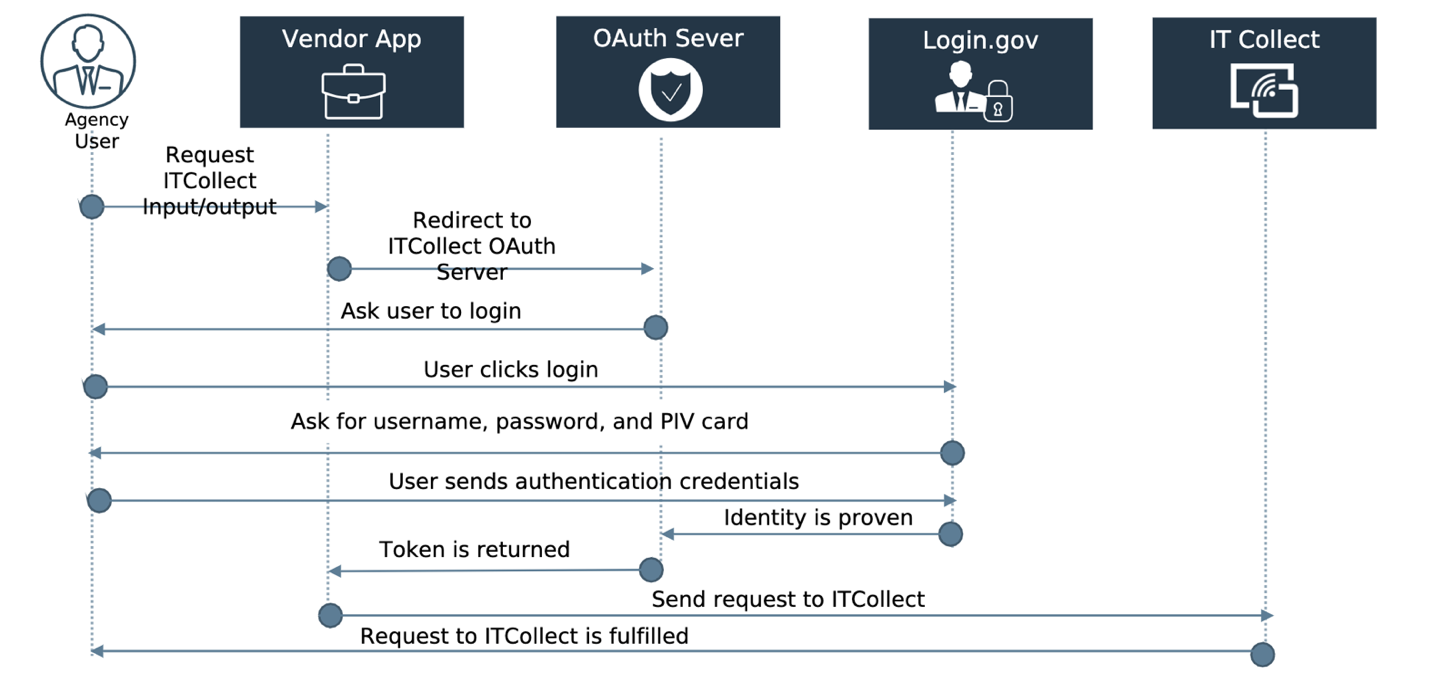 Vendor App
OAuth Sever
Login.gov
IT Collect
Agency
User
Request
ITCollect
Input/output
Redirect to
ITCollect OAuth
Server
Ask user to login
User clicks login
Ask for username, password, and PIV card
User sends authentication credentials
Identity is proven
Token is returned
Send request to ITCollect
Request to ITCollect is fulfilled